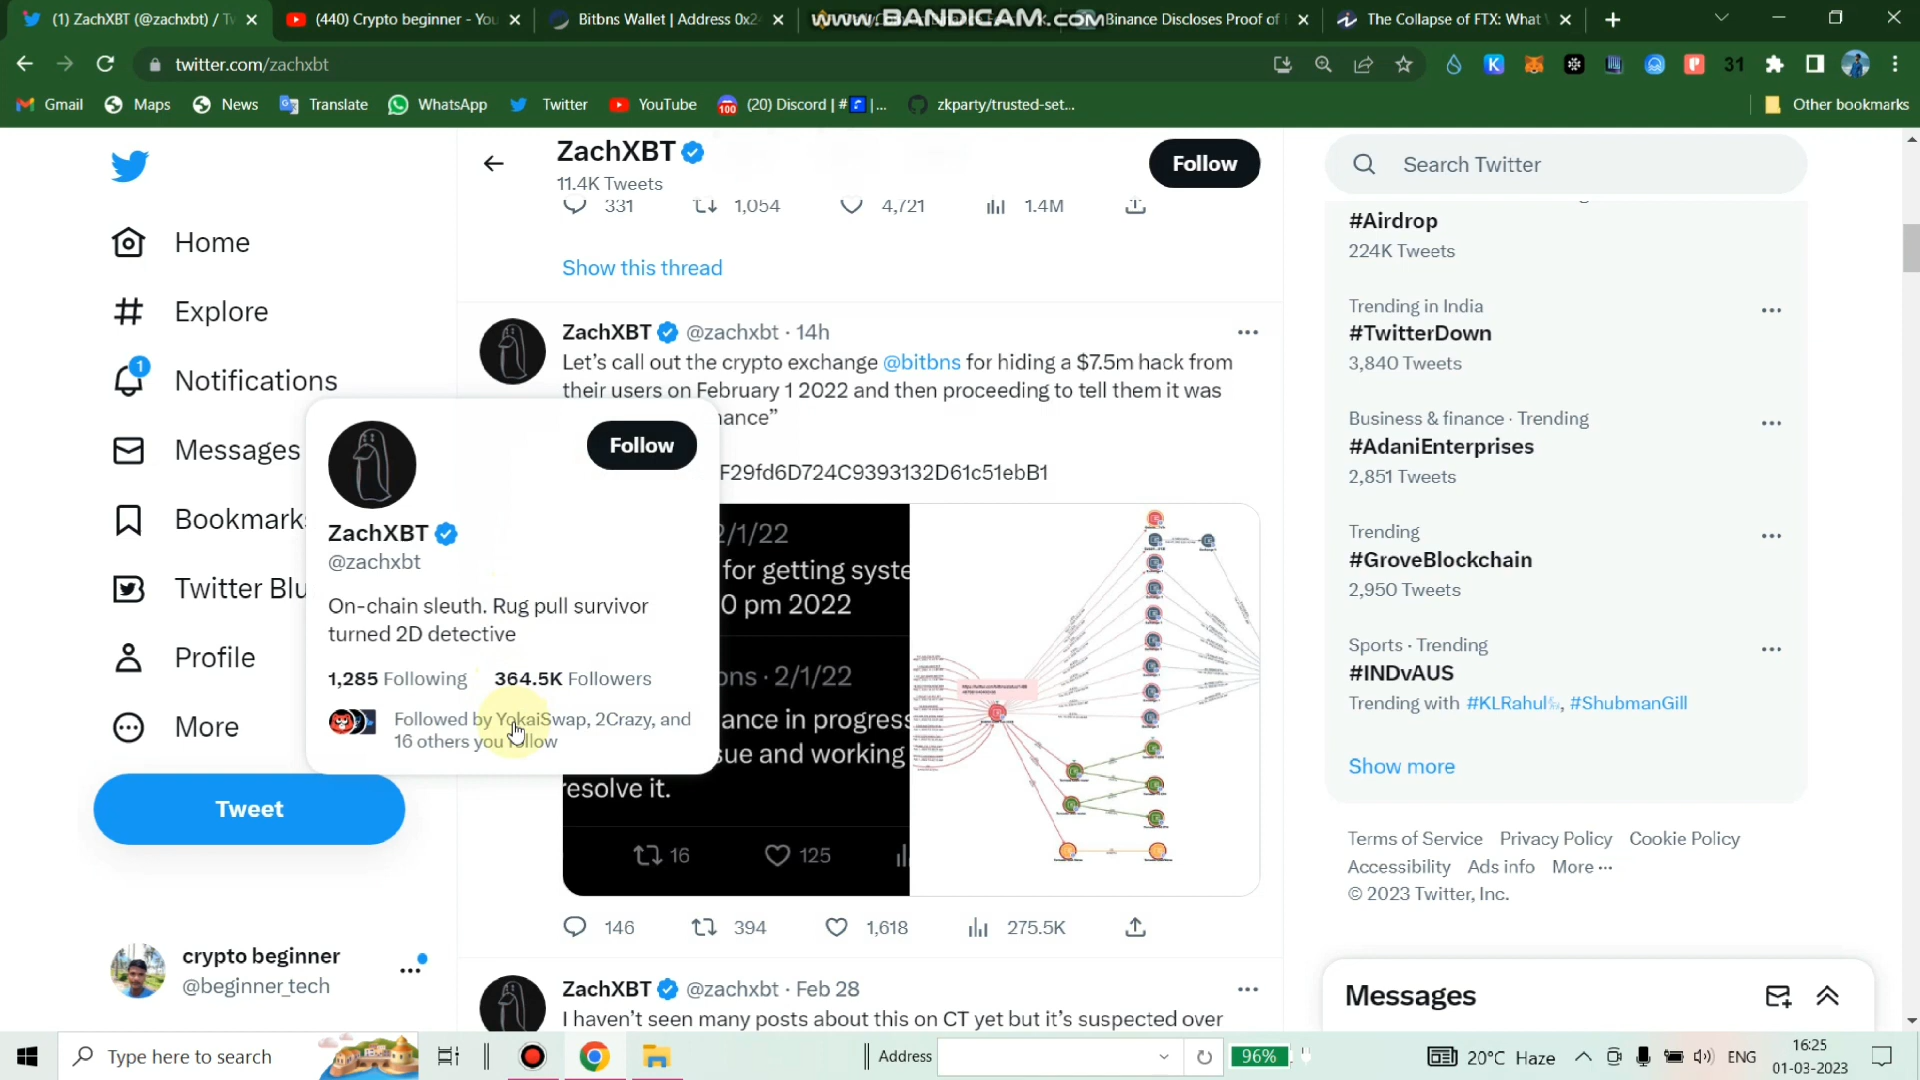 (1) ZachXBT (@zachxbt) / Tw
(440) Crypto beginner - You
Bitbns Wallet | Address 0x2
WWW.BANDICAM.COM
Binance Discloses Proof of
The Collapse of FTX: What
twitter.com/zachxbt
31
Gmail
Maps
News
Translate
WhatsApp
Twitter
YouTube
100
(20) Discord | # | ...
zkparty/trusted-set...
Other bookmarks
ZachXBT
11.4K Tweets
Follow
331
1,054
4,721
1.4M
Show this thread
Home
Explore
1
Notifications
Messages
Bookmarks
Twitter Blu
Profile
More
Tweet
crypto beginner
@beginner_tech
ZachXBT @zachxbt · 14h
Let's call out the crypto exchange @bitbns for hiding a $7.5m hack from
their users on February 1 2022 and then proceeding to tell them it was
nance"
F29fd6D724C9393132D61c51ebB1
Follow
ZachXBT
@zachxbt
On-chain sleuth. Rug pull survivor
turned 2D detective
1,285 Following 364.5K Followers
Followed by YokaiSwap, 2Crazy, and
16 others you follow
2/1/22
for getting syste
0 pm 2022
ons · 2/1/22
ance in progress
sue and working
resolve it.
16
125
146
394
1,618
275.5K
ZachXBT @zachxbt · Feb 28
I haven't seen many posts about this on CT yet but it's suspected over
Search Twitter
#Airdrop
224K Tweets
Trending in India
#TwitterDown
3,840 Tweets
Business & finance · Trending
#AdaniEnterprises
2,851 Tweets
Trending
#GroveBlockchain
2,950 Tweets
Sports · Trending
#INDvAUS
Trending with #KLRahul, #ShubmanGill
Show more
Terms of Service Privacy Policy Cookie Policy
Accessibility Ads info More ...
© 2023 Twitter, Inc.
Messages
Type here to search
Address
96%
20°C Haze
ENG
16:25
01-03-2023